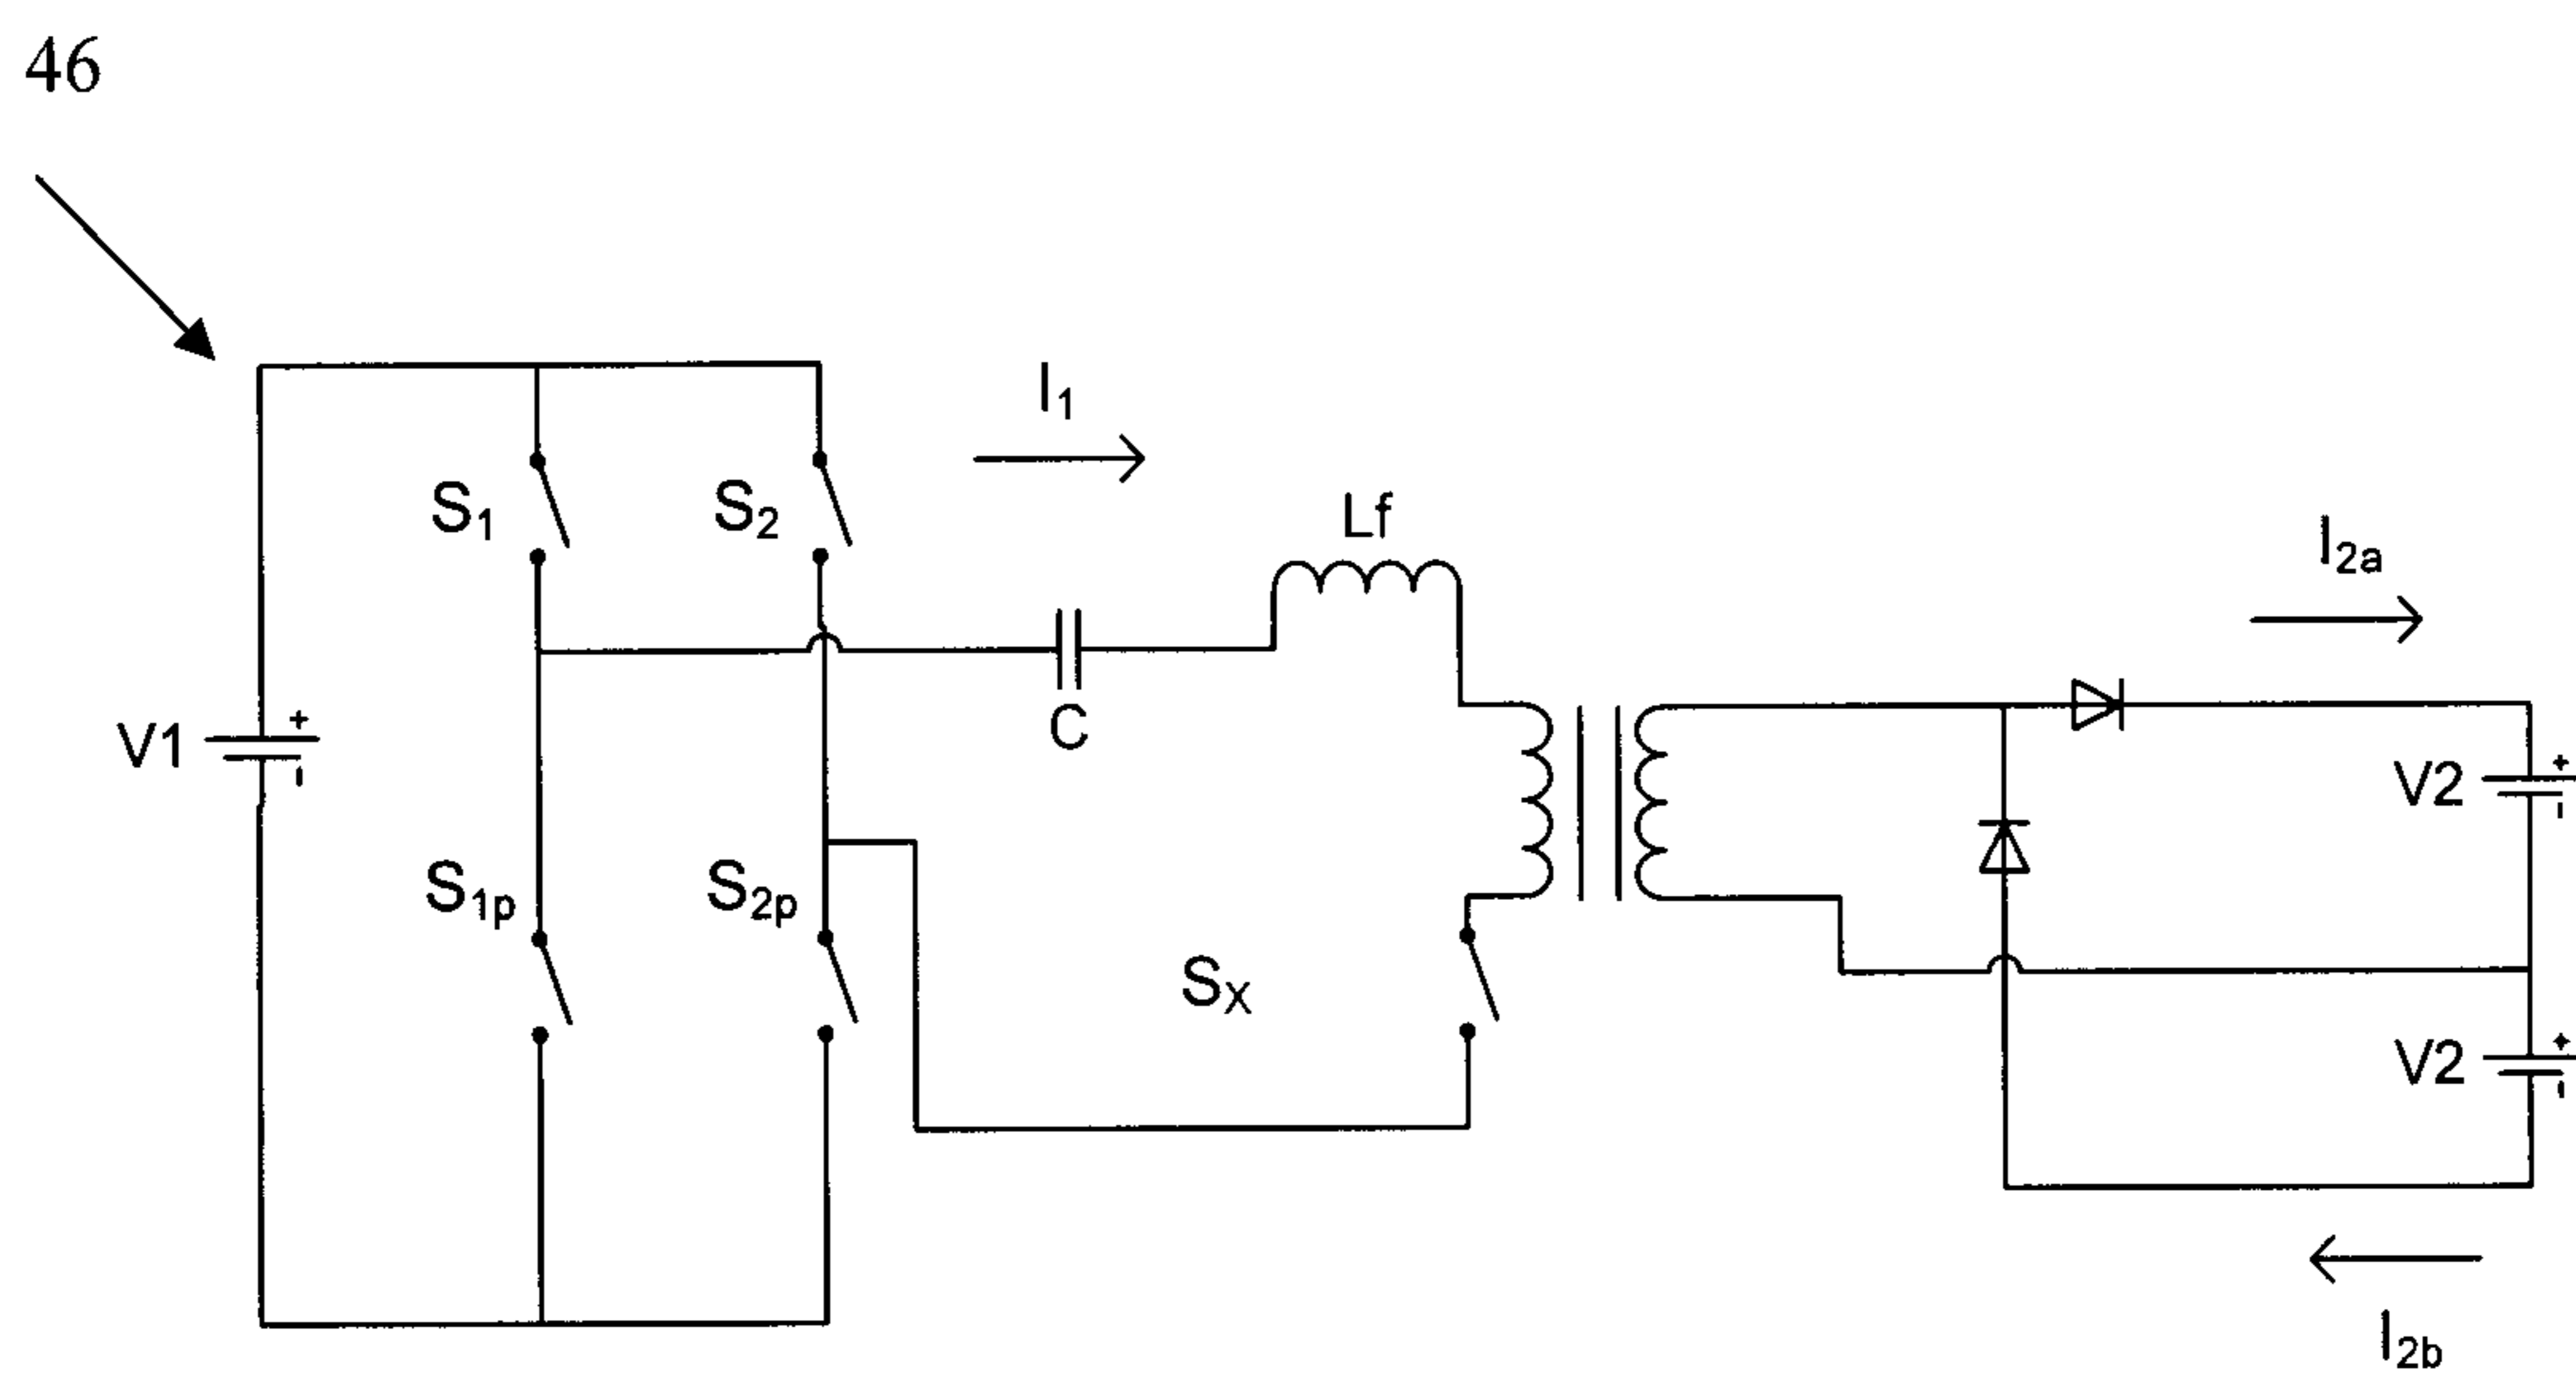 46
I1
S1
S2
Lf
I2a
C
V1
+
-
V2
+
-
S1p
S2p
SX
V2
+
-
I2b